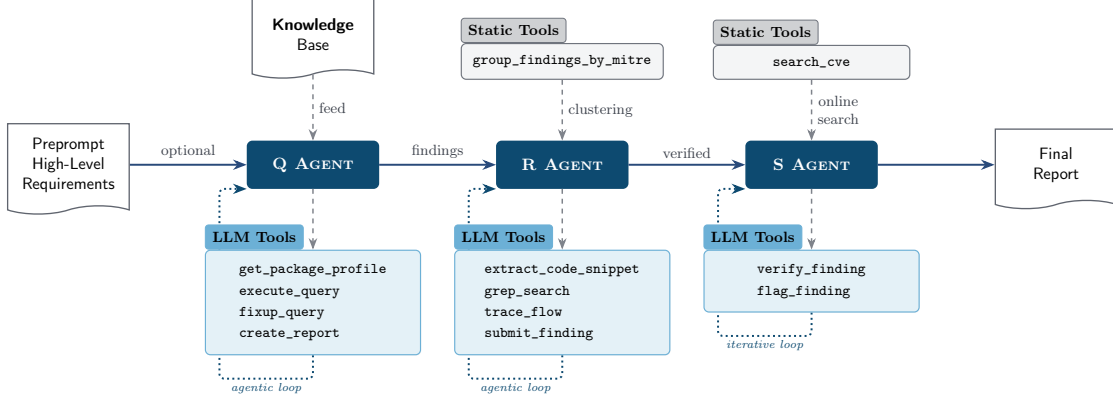 Knowledge
Base
Static Tools
group_findings_by_mitre
Static Tools
search_cve
feed
clustering
online
search
Preprompt
High-Level
Requirements
optional
Q Agent
findings
R Agent
verified
S Agent
Final
Report
LLM Tools
get_package_profile
execute_query
fixup_query
create_report
agentic loop
LLM Tools
extract_code_snippet
grep_search
trace_flow
submit_finding
agentic loop
LLM Tools
verify_finding
flag_finding
iterative loop